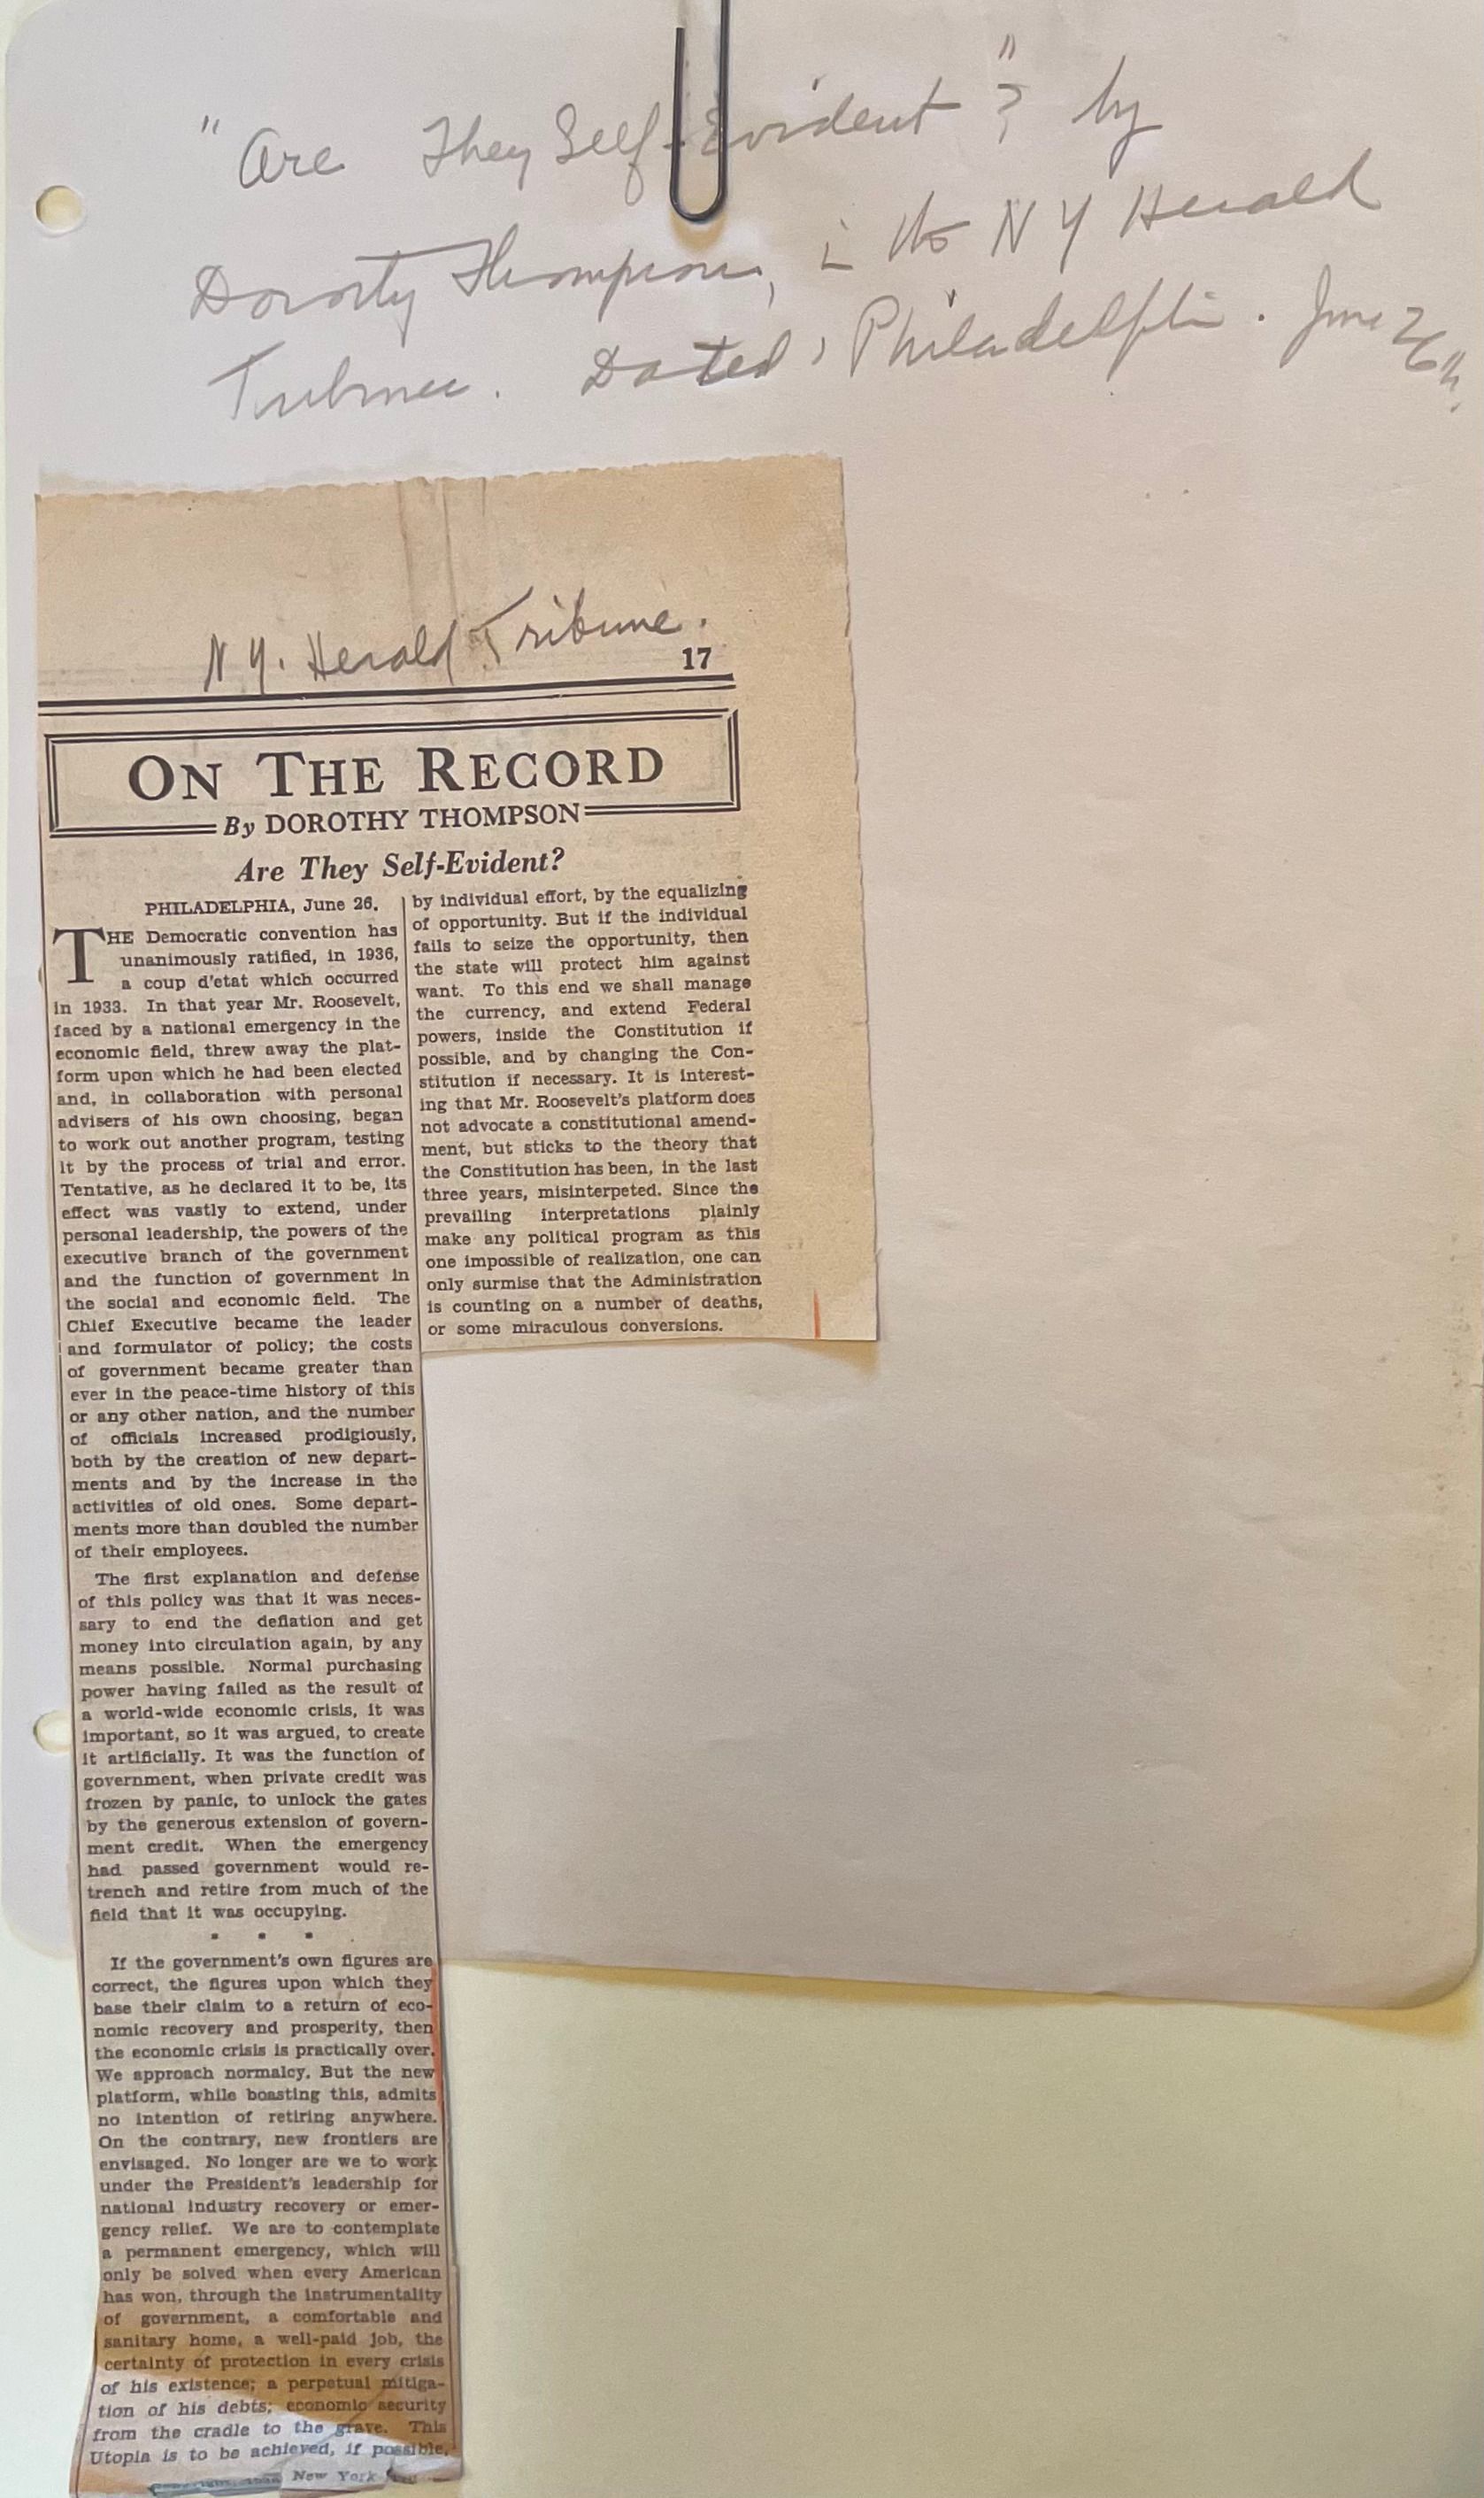 "Are They Self-Evident"? by
Dorothy Thompson, in the N Y Herald
Tribune. Dated, Philadelphia. June 26th.
N Y. Herald Tribune.
17
ON THE RECORD
By DOROTHY THOMPSON
Are They Self-Evident?
PHILADELPHIA, June 26.
THE Democratic convention has
unanimously ratified, in 1936,
a coup d'etat which occurred
in 1933. In that year Mr. Roosevelt,
faced by a national emergency in the
economic field, threw away the plat-
form upon which he had been elected
and, in collaboration with personal
advisers of his own choosing, began
to work out another program, testing
it by the process of trial and error.
Tentative, as he declared it to be, its
effect was vastly to extend, under
personal leadership, the powers of the
executive branch of the government
and the function of government in
the social and economic field. The
Chief Executive became the leader
and formulator of policy; the costs
of government became greater than
ever in the peace-time history of this
or any other nation, and the number
of officials increased prodigiously,
both by the creation of new depart-
ments and by the increase in the
activities of old ones. Some depart-
ments more than doubled the number
of their employees.
The first explanation and defense
of this policy was that it was neces-
sary to end the deflation and get
money into circulation again, by any
means possible. Normal purchasing
power having failed as the result of
a world-wide economic crisis, it was
important, so it was argued, to create
it artificially. It was the function of
government, when private credit was
frozen by panic, to unlock the gates
by the generous extension of govern-
ment credit. When the emergency
had passed government would re-
trench and retire from much of the
field that it was occupying.
* * *
If the government's own figures are
correct, the figures upon which they
base their claim to a return of eco-
nomic recovery and prosperity, then
the economic crisis is practically over.
We approach normalcy. But the new
platform, while boasting this, admits
no intention of retiring anywhere.
On the contrary, new frontiers are
envisaged. No longer are we to work
under the President's leadership for
national industry recovery or emer-
gency relief. We are to contemplate
a permanent emergency, which will
only be solved when every American
has won, through the instrumentality
of government, a comfortable and
sanitary home, a well-paid job, the
certainty of protection in every crisis
of his existence; a perpetual mitiga-
tion of his debts; economic security
from the cradle to the grave. This
Utopia is to be achieved, if possible,
New York
by individual effort, by the equalizing
of opportunity. But if the individual
fails to seize the opportunity, then
the state will protect him against
want. To this end we shall manage
the currency, and extend Federal
powers, inside the Constitution if
possible, and by changing the Con-
stitution if necessary. It is interest-
ing that Mr. Roosevelt's platform does
not advocate a constitutional amend-
ment, but sticks to the theory that
the Constitution has been, in the last
three years, misinterpeted. Since the
prevailing interpretations plainly
make any political program as this
one impossible of realization, one can
only surmise that the Administration
is counting on a number of deaths,
or some miraculous conversions.